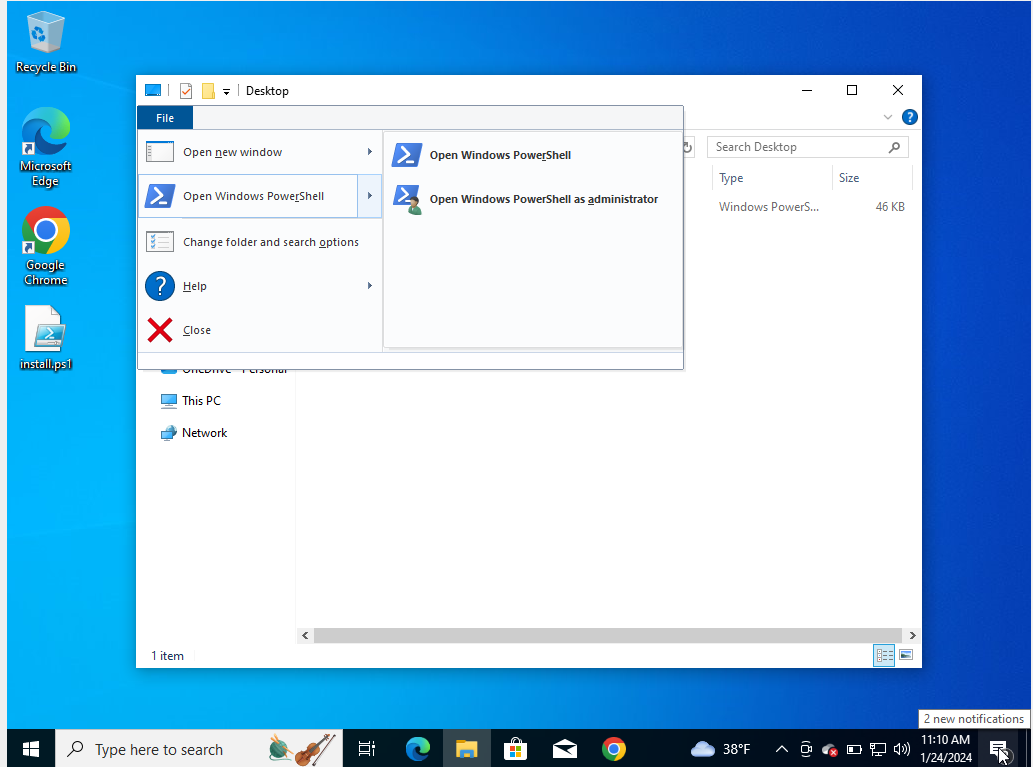 Recycle Bin
Microsoft
Edge
Google
Chrome
install.ps1
Desktop
File
Open new window
Open Windows PowerShell
Change folder and search options
Help
Close
Open Windows PowerShell
Open Windows PowerShell as administrator
Search Desktop
Type
Size
Windows PowerS...
46 KB
OneDrive - Personal
This PC
Network
1 item
2 new notifications
Type here to search
38°F
11:10 AM
1/24/2024